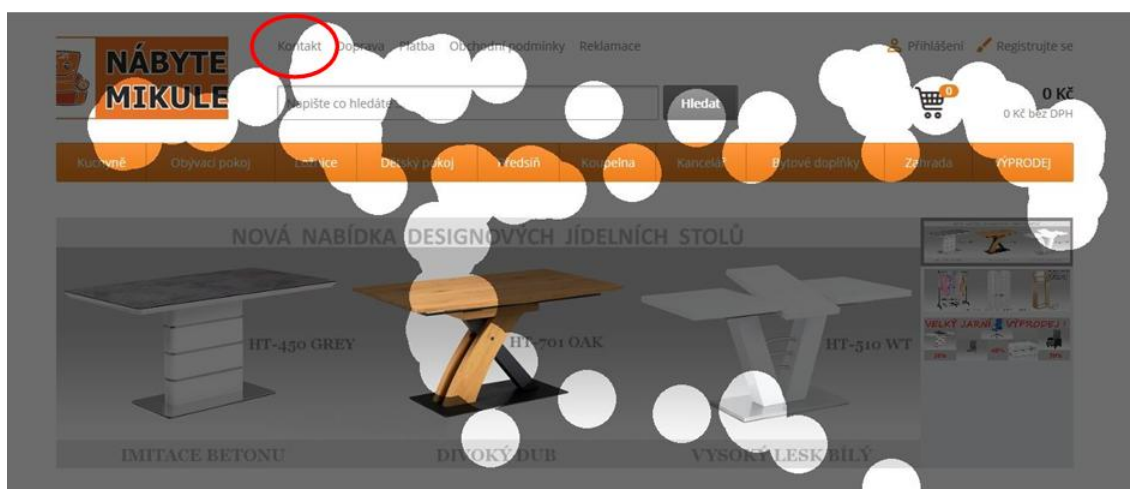 Kontakt Doprava Platba Obchodní podmínky Reklamace
Přihlášení Registrujte se
NÁBYTE
MIKULE
Napište co hledáte
Hledat
0
0 Kč
0 Kč bez DPH
Kuchyně Obývací pokoj Ložnice Dětský pokoj Předsíň Koupelna Kancelář Bytové doplňky Zahrada VÝPRODEJ
NOVÁ NABÍDKA DESIGNOVÝCH JÍDELNÍCH STOLŮ
HT-450 GREY
HT-701 OAK
HT-510 WT
VELKÝ JARNÍ VÝPRODEJ!
IMITACE BETONU
DIVOKÝ DUB
VYSOKÝ LESK BÍLÝ